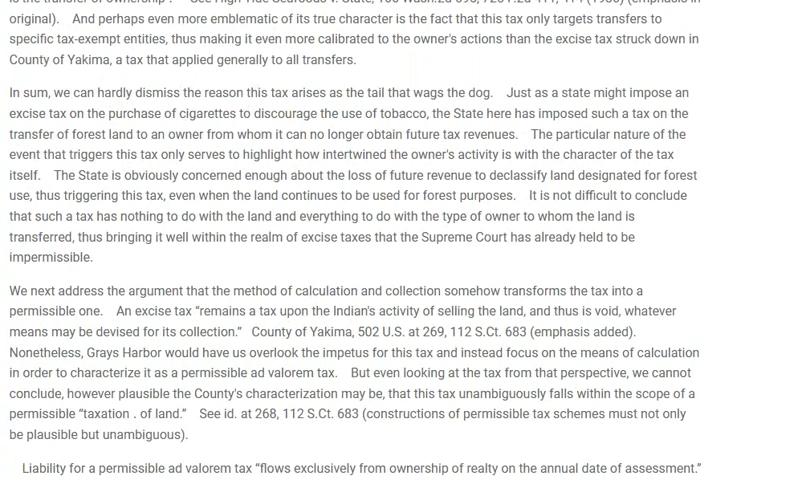 original). And perhaps even more emblematic of its true character is the fact that this tax only targets transfers to
specific tax-exempt entities, thus making it even more calibrated to the owner's actions than the excise tax struck down in
County of Yakima, a tax that applied generally to all transfers.
In sum, we can hardly dismiss the reason this tax arises as the tail that wags the dog. Just as a state might impose an
excise tax on the purchase of cigarettes to discourage the use of tobacco, the State here has imposed such a tax on the
transfer of forest land to an owner from whom it can no longer obtain future tax revenues. The particular nature of the
event that triggers this tax only serves to highlight how intertwined the owner's activity is with the character of the tax
itself. The State is obviously concerned enough about the loss of future revenue to declassify land designated for forest
use, thus triggering this tax, even when the land continues to be used for forest purposes. It is not difficult to conclude
that such a tax has nothing to do with the land and everything to do with the type of owner to whom the land is
transferred, thus bringing it well within the realm of excise taxes that the Supreme Court has already held to be
impermissible.
We next address the argument that the method of calculation and collection somehow transforms the tax into a
permissible one. An excise tax “remains a tax upon the Indian's activity of selling the land, and thus is void, whatever
means may be devised for its collection.” County of Yakima, 502 U.S. at 269, 112 S.Ct. 683 (emphasis added).
Nonetheless, Grays Harbor would have us overlook the impetus for this tax and instead focus on the means of calculation
in order to characterize it as a permissible ad valorem tax. But even looking at the tax from that perspective, we cannot
conclude, however plausible the County's characterization may be, that this tax unambiguously falls within the scope of a
permissible “taxation . of land.” See id. at 268, 112 S.Ct. 683 (constructions of permissible tax schemes must not only
be plausible but unambiguous).
Liability for a permissible ad valorem tax “flows exclusively from ownership of realty on the annual date of assessment.”